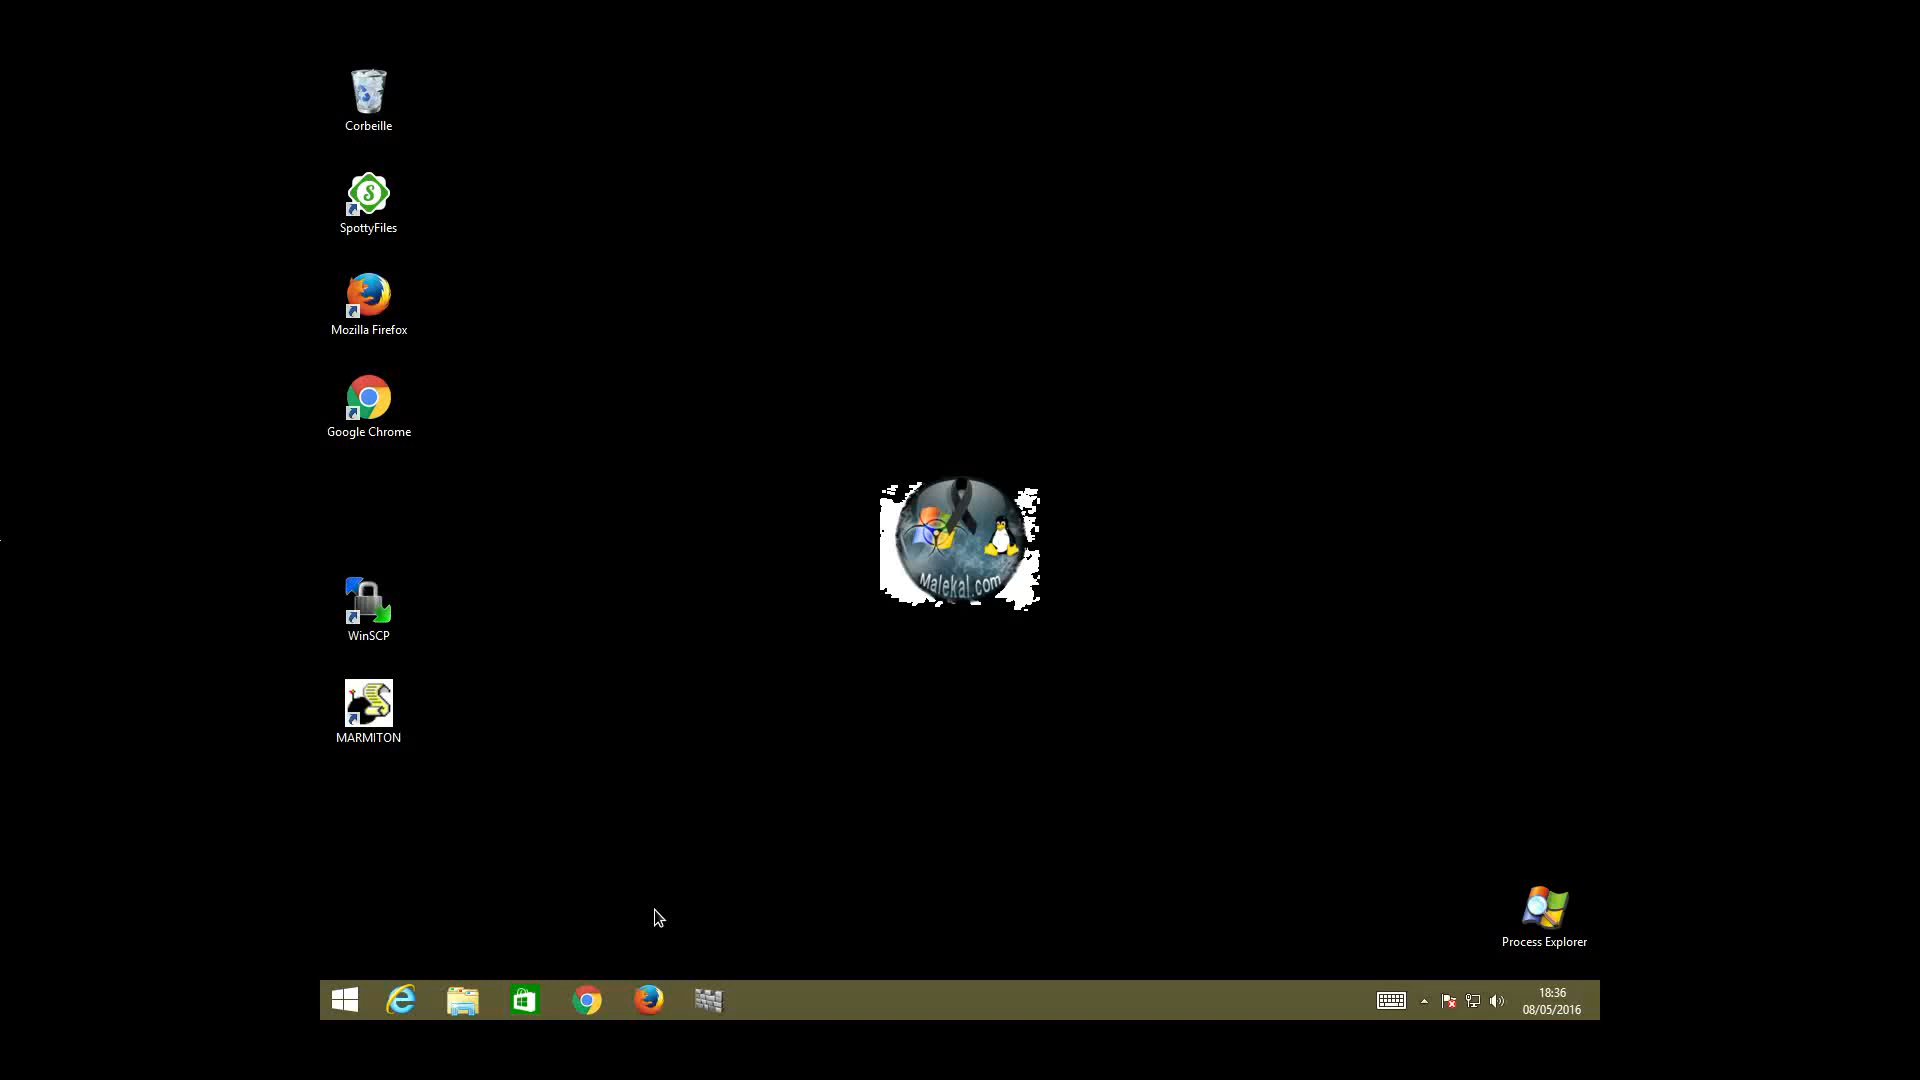 Corbeille
SpottyFiles
Mozilla Firefox
Google Chrome
Malekal.com
WinSCP
MARMITON
Process Explorer
18:36
08/05/2016